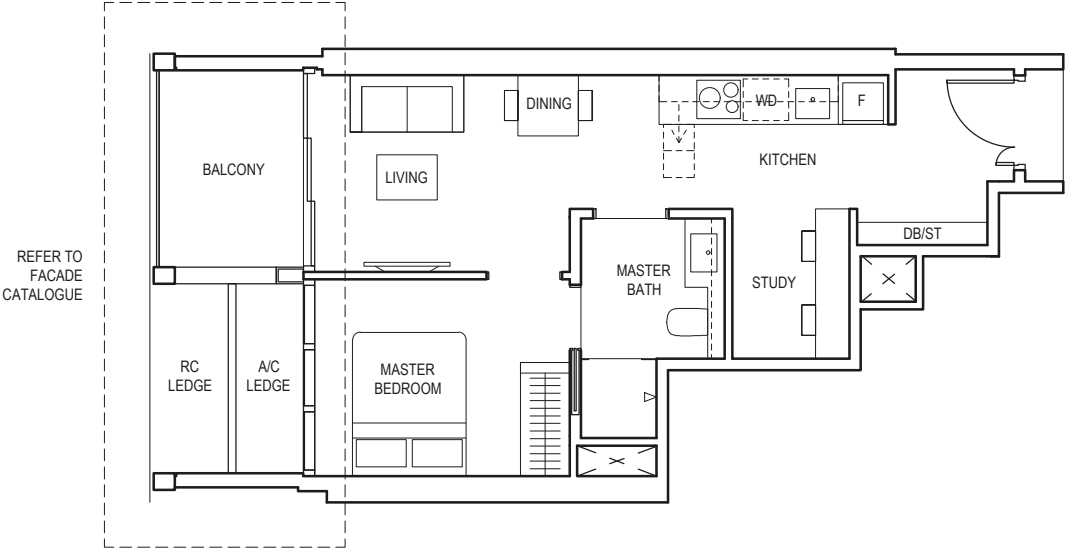 DINING
WD
F
KITCHEN
BALCONY
LIVING
DB/ST
REFER TO
FACADE
CATALOGUE
MASTER
BATH
STUDY
RC
LEDGE
A/C
LEDGE
MASTER
BEDROOM